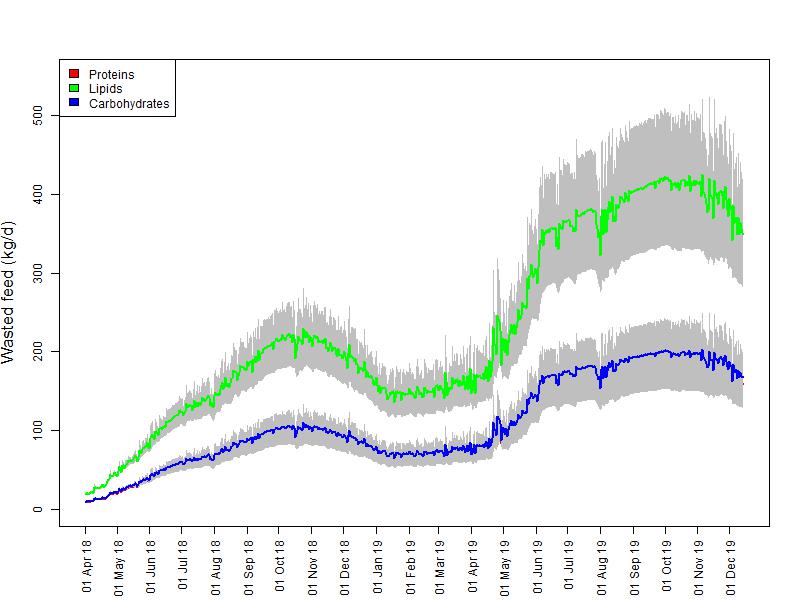 Proteins
Lipids
Carbohydrates
Wasted feed (kg/d)
500
400
300
200
100
0
01 Apr 18
01 May 18
01 Jun 18
01 Jul 18
01 Aug 18
01 Sep 18
01 Oct 18
01 Nov 18
01 Dec 18
01 Jan 19
01 Feb 19
01 Mar 19
01 Apr 19
01 May 19
01 Jun 19
01 Jul 19
01 Aug 19
01 Sep 19
01 Oct 19
01 Nov 19
01 Dec 19